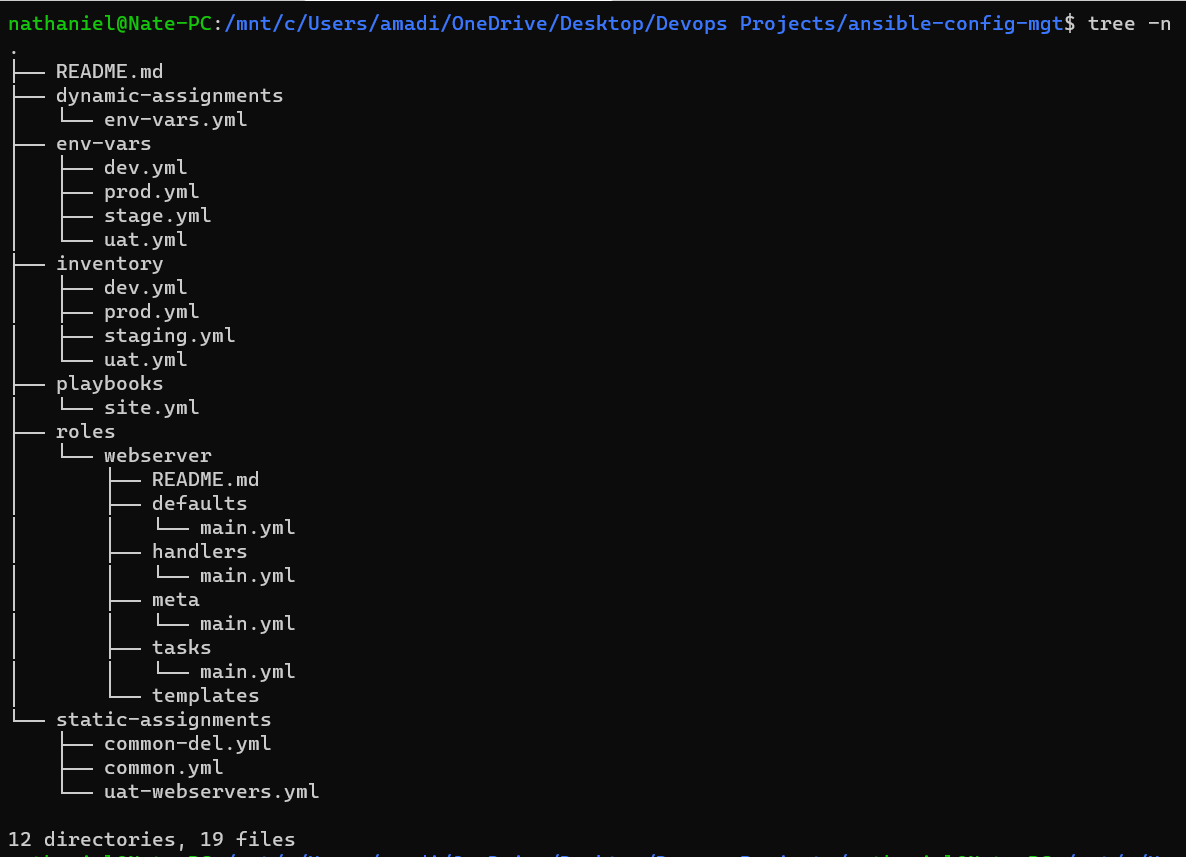 nathaniel@Nate-PC:/mnt/c/Users/amadi/OneDrive/Desktop/Devops Projects/ansible-config-mgt$ tree -n
.
├── README.md
├── dynamic-assignments
│   └── env-vars.yml
├── env-vars
│   ├── dev.yml
│   ├── prod.yml
│   ├── stage.yml
│   └── uat.yml
├── inventory
│   ├── dev.yml
│   ├── prod.yml
│   ├── staging.yml
│   └── uat.yml
├── playbooks
│   └── site.yml
├── roles
│   └── webserver
│       ├── README.md
│       ├── defaults
│       │   └── main.yml
│       ├── handlers
│       │   └── main.yml
│       ├── meta
│       │   └── main.yml
│       ├── tasks
│       │   └── main.yml
│       └── templates
└── static-assignments
    ├── common-del.yml
    ├── common.yml
    └── uat-webservers.yml

12 directories, 19 files